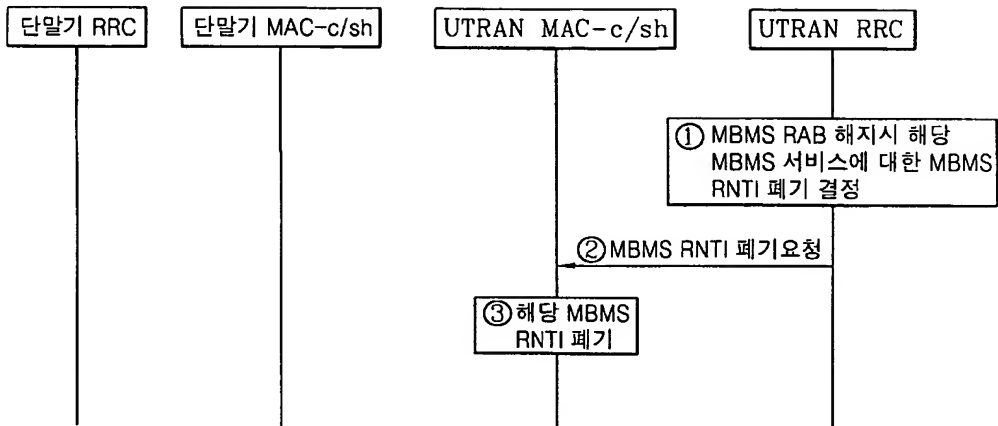 단말기 RRC
단말기 MAC-c/sh
UTRAN MAC-c/sh
UTRAN RRC
① MBMS RAB 해지시 해당
MBMS 서비스에 대한 MBMS
RNTI 폐기 결정
② MBMS RNTI 폐기요청
③ 해당 MBMS
RNTI 폐기